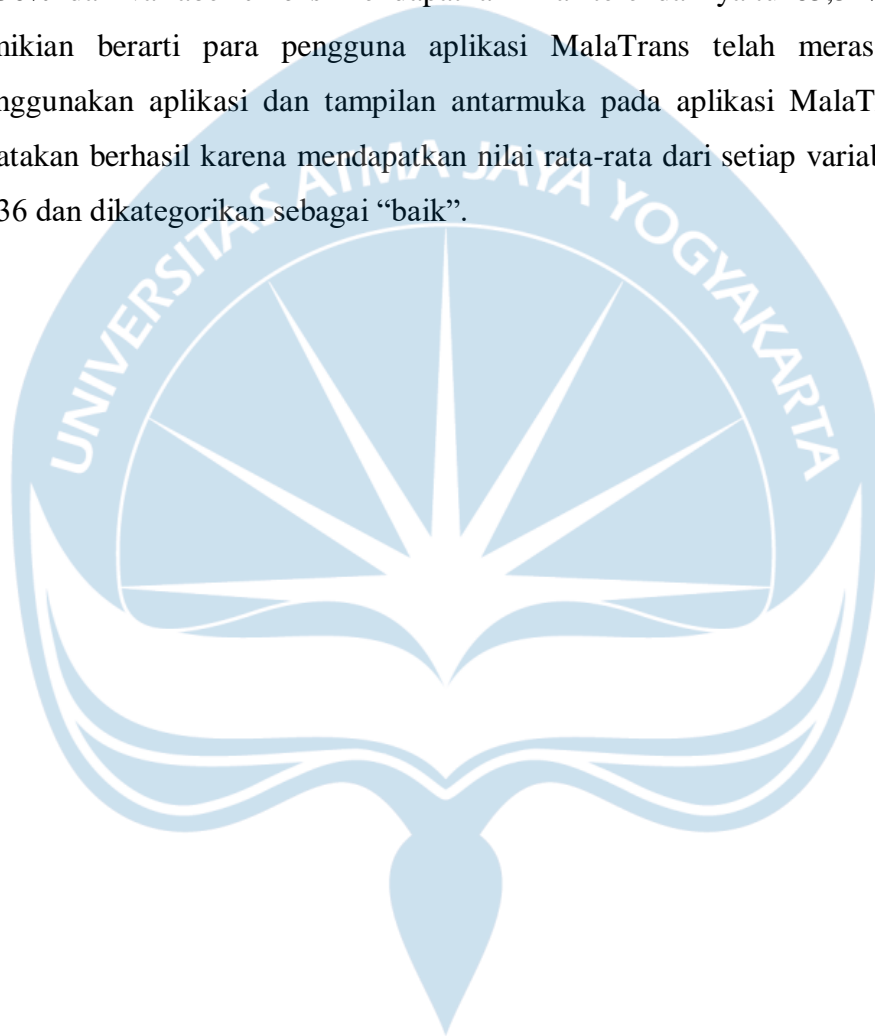 mikian berarti para pengguna aplikasi MalaTrans telah meras
nggunakan aplikasi dan tampilan antarmuka pada aplikasi MalaT
atakan berhasil karena mendapatkan nilai rata-rata dari setiap variab
36 dan dikategorikan sebagai “baik”.
UNIVERSITAS ATMA JAYA YOGYAKARTA